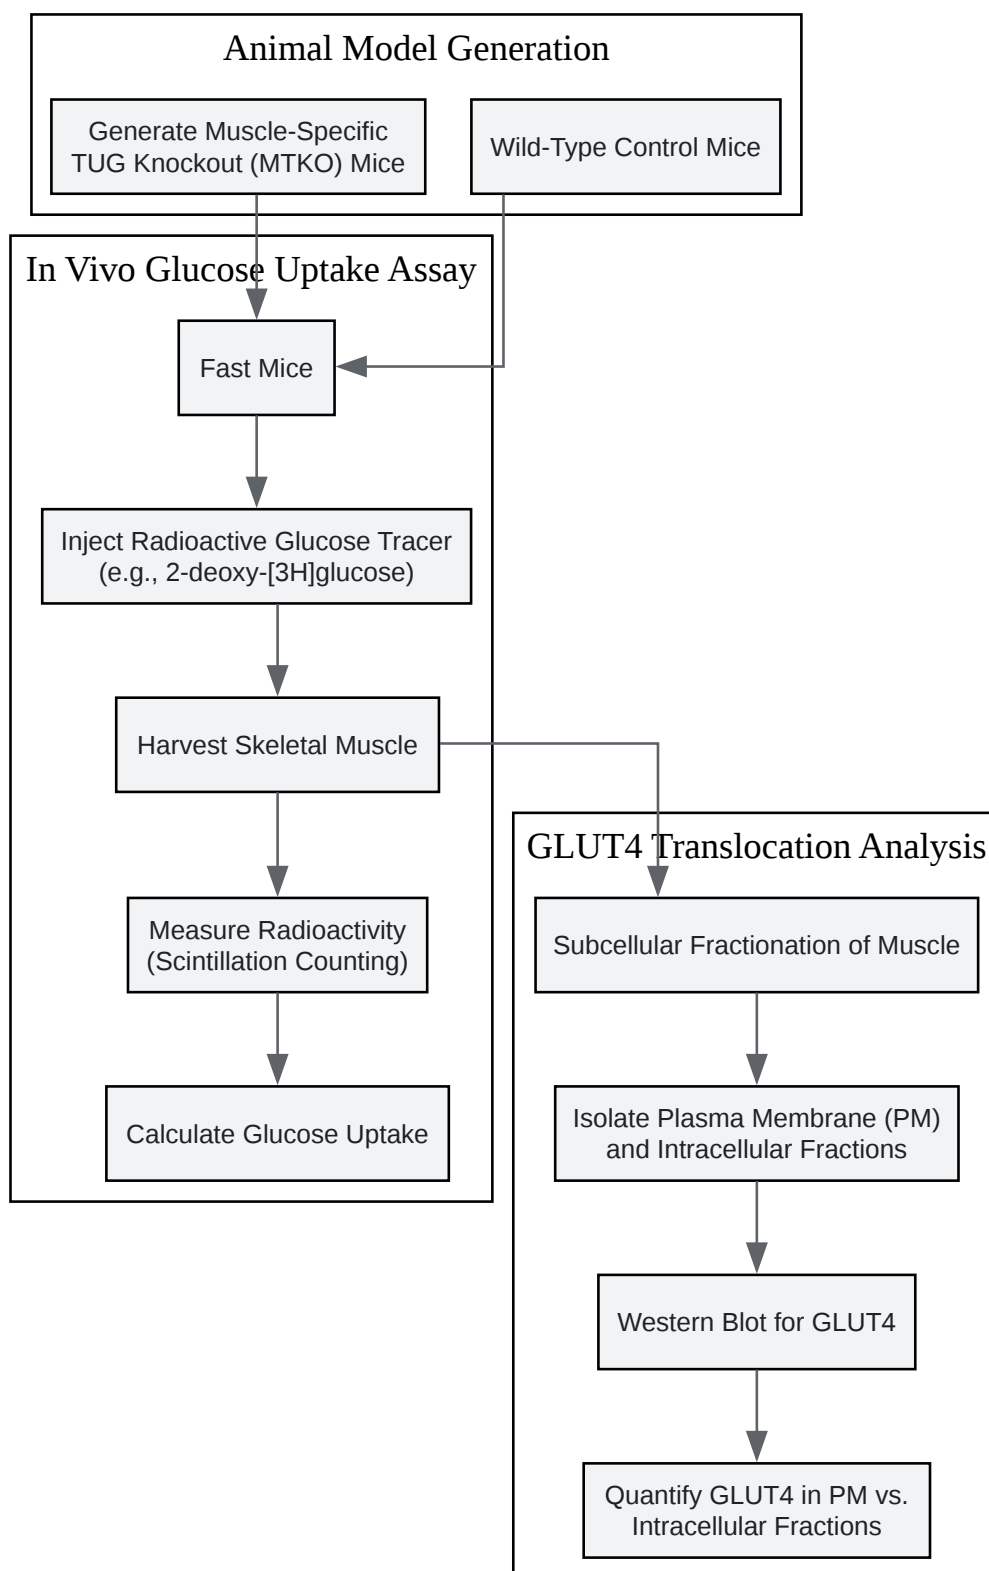 Animal Model Generation
Generate Muscle-Specific
TUG Knockout (MTKO) Mice
Wild-Type Control Mice
In Vivo Glucose Uptake Assay
Fast Mice
Inject Radioactive Glucose Tracer
(e.g., 2-deoxy-[3H]glucose)
Harvest Skeletal Muscle
Measure Radioactivity
(Scintillation Counting)
Calculate Glucose Uptake
GLUT4 Translocation Analysis
Subcellular Fractionation of Muscle
Isolate Plasma Membrane (PM)
and Intracellular Fractions
Western Blot for GLUT4
Quantify GLUT4 in PM vs.
Intracellular Fractions